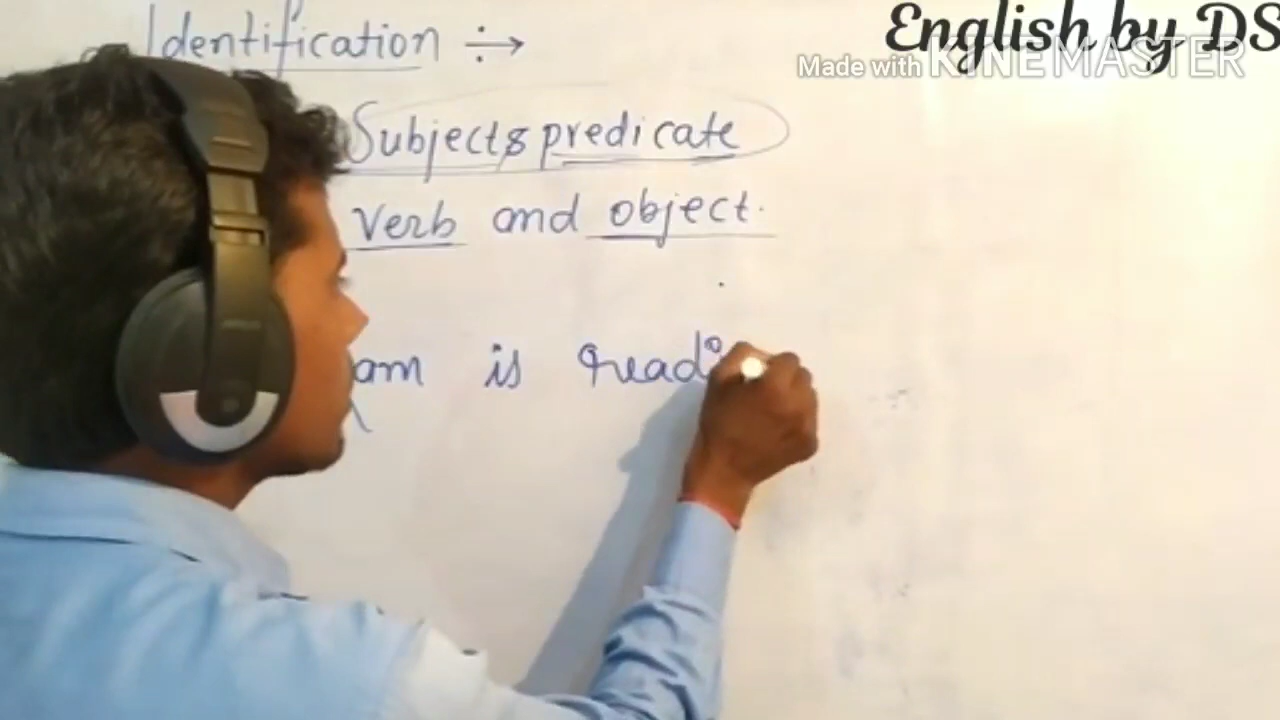 English by DS
Made with KINEMASTER
Identification ÷→
Subject & predicate
Verb and object.
am is readi